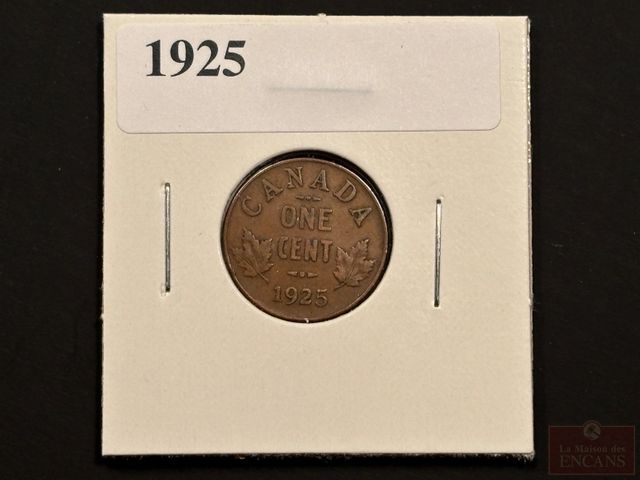 1925
CANADA
ONE
CENT
1925
La Maison des
ENCANS